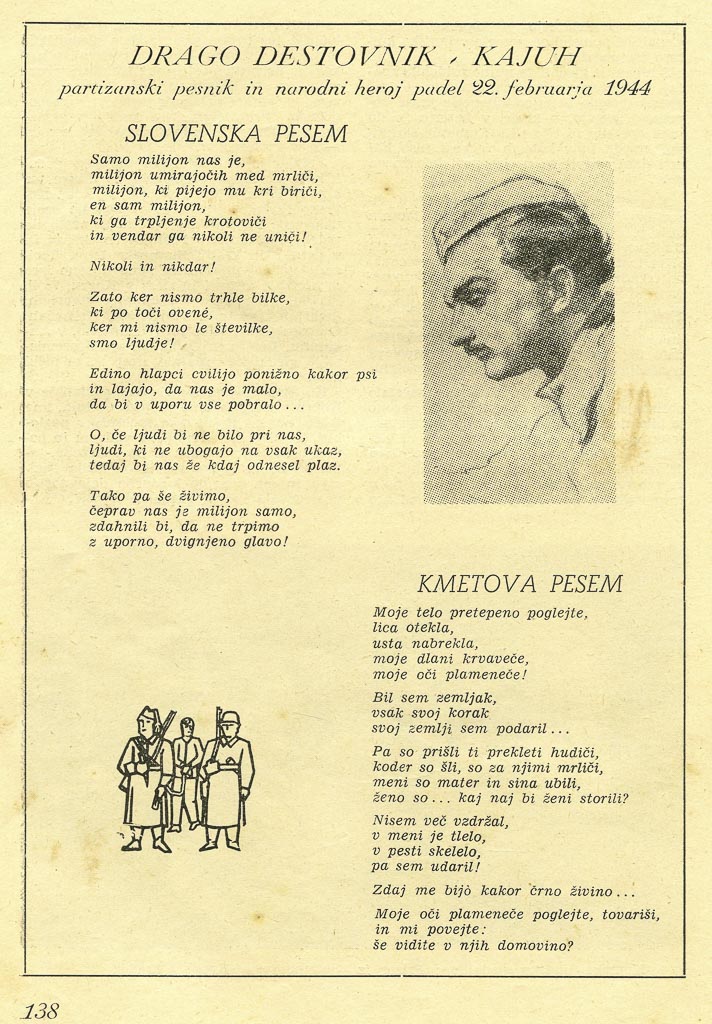 DRAGO DESTOVNIK - KAJUH
partizanski pesnik in narodni heroj padel 22. februarja 1944
SLOVENSKA PESEM
Samo milijon nas je,
milijon umirajočih med mrliči,
milijon, ki pijejo mu kri biriči,
en sam milijon,
ki ga trpljenje krotoviči
in vendar ga nikoli ne uniči!
Nikoli in nikdar!
Zato ker nismo trhle bilke,
ki po toči ovené,
ker mi nismo le številke,
smo ljudje!
Edino hlapci cvilijo ponižno kakor psi
in lajajo, da nas je malo,
da bi v uporu vse pobralo...
O, če ljudi bi ne bilo pri nas,
ljudi, ki ne ubogajo na vsak ukaz,
tedaj bi nas že kdaj odnesel plaz.
Tako pa še živimo,
čeprav nas je milijon samo,
zdahnili bi, da ne trpimo
z uporno, dvignjeno glavo!
KMETOVA PESEM
Moje telo pretepeno poglejte,
lica otekla,
usta nabrekla,
moje dlani krvaveče,
moje oči plameneče!
Bil sem zemljak,
vsak svoj korak
svoj zemlji sem podaril...
Pa so prišli ti prekleti hudiči,
koder so šli, so za njimi mrliči,
meni so mater in sina ubili,
ženo so... kaj naj bi ženi storili?
Nisem več vzdržal,
v meni je tlelo,
v pesti skelelo,
pa sem udaril!
Zdaj me bijò kakor črno živino...
Moje oči plameneče poglejte, tovariši,
in mi povejte:
še vidite v njih domovino?
138